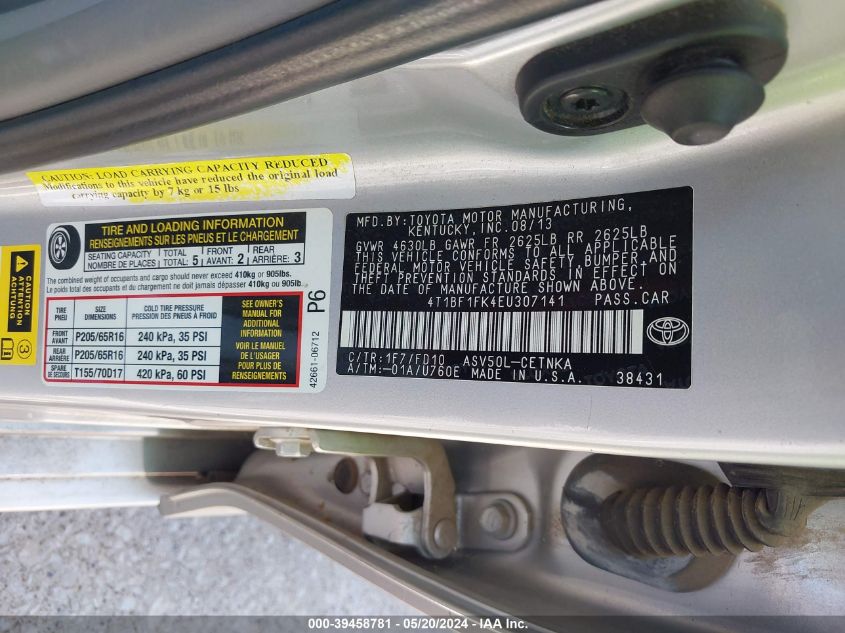 CAUTION: LOAD CARRYING CAPACITY REDUCED
Modifications to this vehicle have reduced the original load
carrying capacity by 7 kg or 15 lbs
TIRE AND LOADING INFORMATION
RENSEIGNEMENTS SUR LES PNEUS ET LE CHARGEMENT
SEATING CAPACITY TOTAL 5 FRONT 2 REAR 3
NOMBRE DE PLACES TOTAL AVANT: ARRIÈRE:
The combined weight of occupants and cargo should never exceed 410kg or 905lbs.
Le poids total des occupants et du chargement ne doit jamais dépasser 410kg ou 905lb.
TIRE PNEU SIZE DIMENSIONS COLD TIRE PRESSURE PRESSION DES PNEUS À FROID
FRONT AVANT P205/65R16 240 kPa, 35 PSI
REAR ARRIÈRE P205/65R16 240 kPa, 35 PSI
SPARE DE SECOURS T155/70D17 420 kPa, 60 PSI
SEE OWNER'S
MANUAL FOR
ADDITIONAL
INFORMATION
VOIR LE MANUEL
DE L'USAGER
POUR PLUS DE
RENSEIGNEMENTS
42661-06712 P6
3
MFD.BY:TOYOTA MOTOR MANUFACTURING,
KENTUCKY, INC.08/13
GVWR 4630LB GAWR FR 2625LB RR 2625LB
THIS VEHICLE CONFORMS TO ALL APPLICABLE
FEDERAL MOTOR VEHICLE SAFETY,BUMPER,AND
THEFT PREVENTION STANDARDS IN EFFECT ON
THE DATE OF MANUFACTURE SHOWN ABOVE.
4T1BF1FK4EU307141 PASS.CAR
C/TR:1F7/FD10 ASV50L-CETNKA
A/TM:-01A/U760E MADE IN U.S.A. 38431
000-39458781 - 05/20/2024 - IAA Inc.